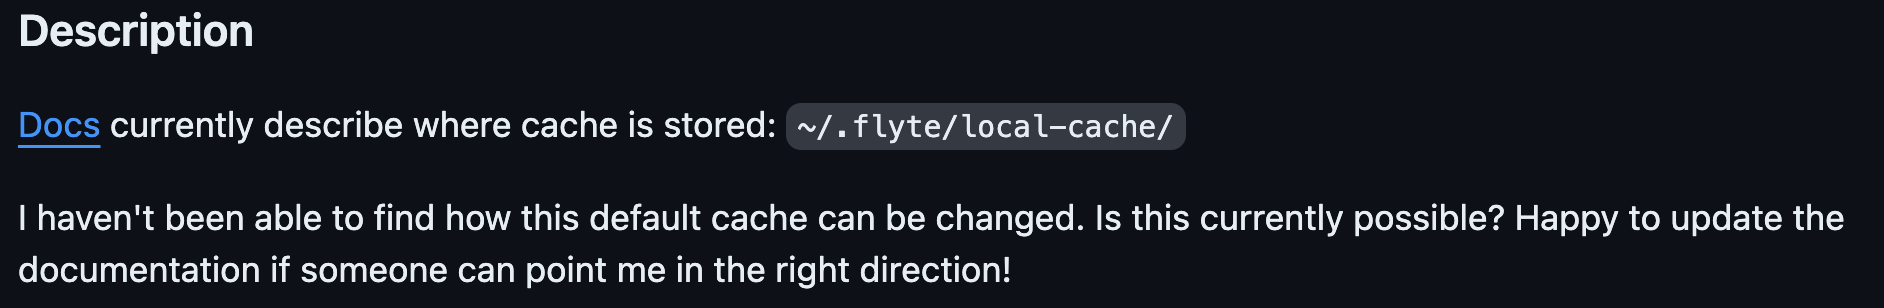 Description
Docs currently describe where cache is stored: ~/.flyte/local-cache/
I haven't been able to find how this default cache can be changed. Is this currently possible? Happy to update the
documentation if someone can point me in the right direction!